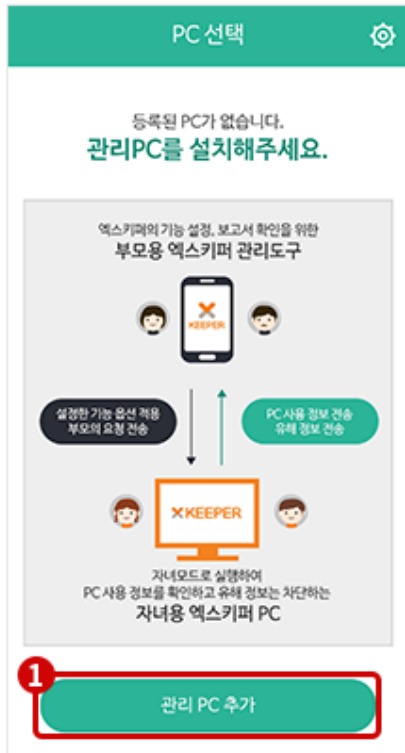 PC 선택
등록된 PC가 없습니다.
관리PC를 설치해주세요.
엑스키퍼의 기능 설정, 보고서 확인을 위한
부모용 엑스키퍼 관리도구
X
KEEPER
설정한 기능 옵션 적용
부모의 요청 전송
PC 사용 정보 전송
유해 정보 전송
XKEEPER
자녀모드로 실행하여
PC 사용 정보를 확인하고 유해 정보는 차단하는
자녀용 엑스키퍼 PC
1
관리 PC 추가